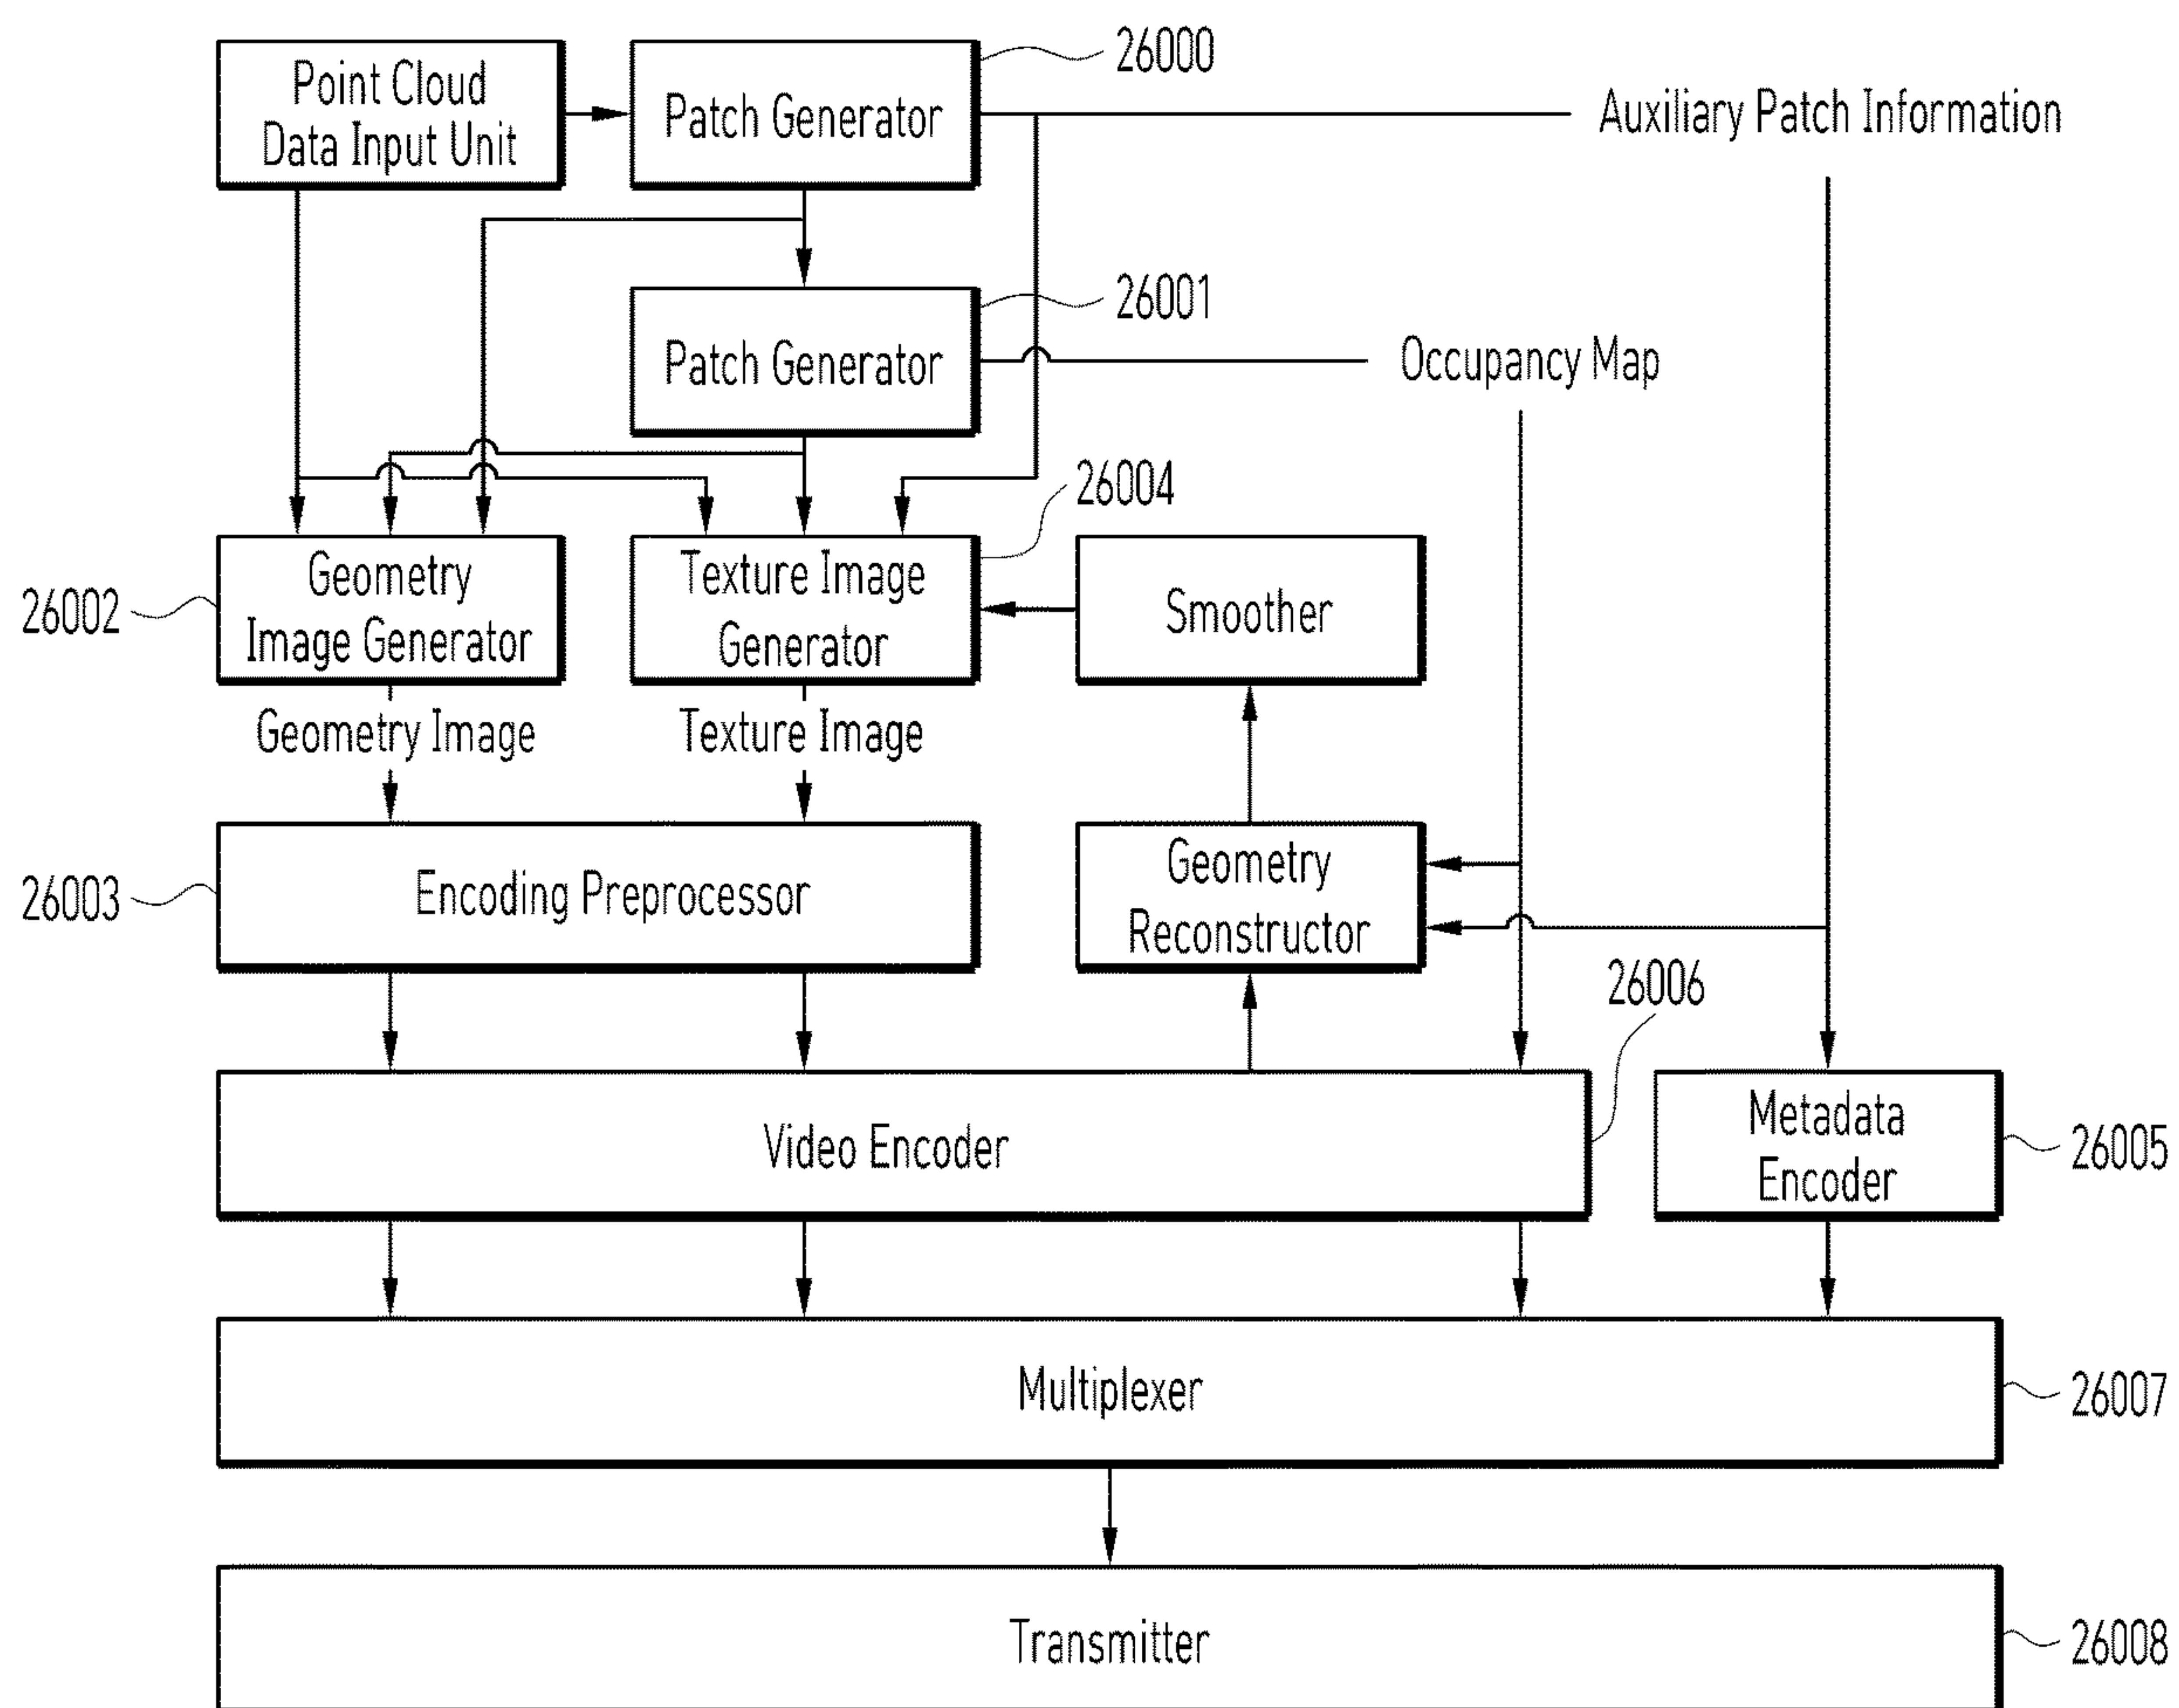 Point Cloud
Data Input Unit
Patch Generator
26000
Auxiliary Patch Information
Patch Generator
26001
Occupancy Map
26004
26002
Geometry
Image Generator
Texture Image
Generator
Smoother
Geometry Image
Texture Image
26003
Encoding Preprocessor
Geometry
Reconstructor
26006
Video Encoder
Metadata
Encoder
26005
Multiplexer
26007
Transmitter
26008